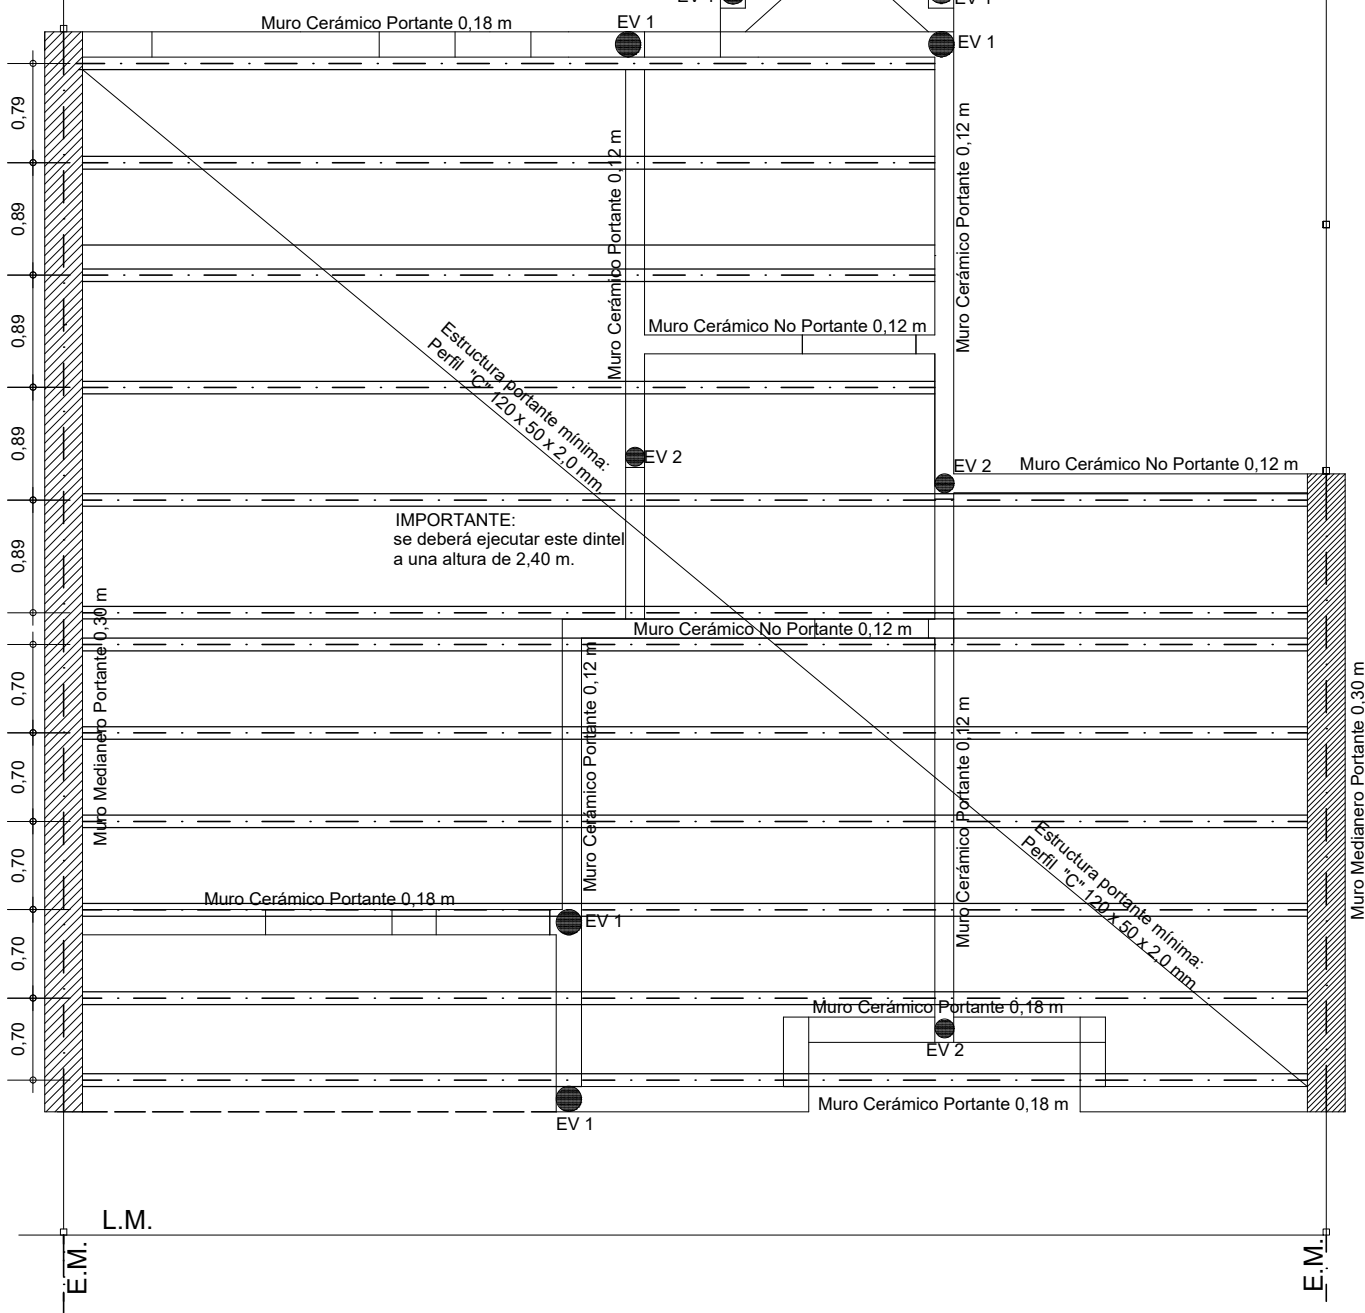 EV 1
EV 1
Muro Cerámico Portante 0,18 m
EV 1
EV 1
0,79
0,89
0,89
0,89
0,89
0,70
0,70
0,70
0,70
0,70
Muro Cerámico Portante 0,12 m
Muro Cerámico Portante 0,12 m
Muro Cerámico No Portante 0,12 m
Estructura portante mínima:
Perfil "C" 120 x 50 x 2,0 mm
EV 2
EV 2
Muro Cerámico No Portante 0,12 m
IMPORTANTE:
se deberá ejecutar este dintel
a una altura de 2,40 m.
Muro Medianero Portante 0,30 m
Muro Cerámico No Portante 0,12 m
Muro Cerámico Portante 0,12 m
Muro Cerámico Portante 0,12 m
Muro Medianero Portante 0.30 m
Estructura portante mínima:
Perfil "C" 120 x 50 x 2,0 mm
Muro Cerámico Portante 0,18 m
EV 1
Muro Cerámico Portante 0,18 m
EV 2
Muro Cerámico Portante 0,18 m
EV 1
L.M.
E.M.
E.M.